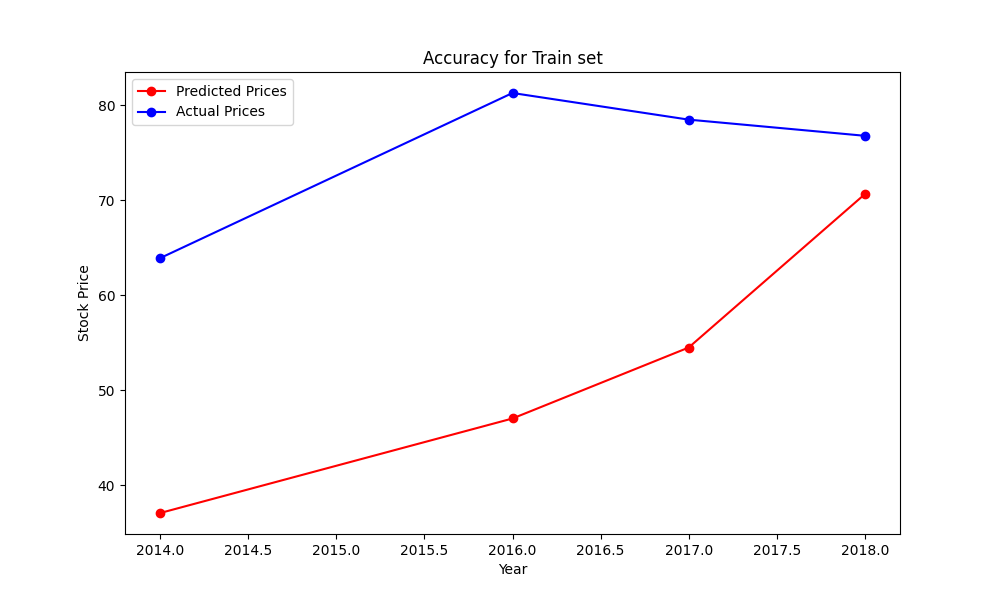 Accuracy for Train set
Predicted Prices
Actual Prices
80
70
60
50
40
Stock Price
2014.0 2014.5 2015.0 2015.5 2016.0 2016.5 2017.0 2017.5 2018.0
Year